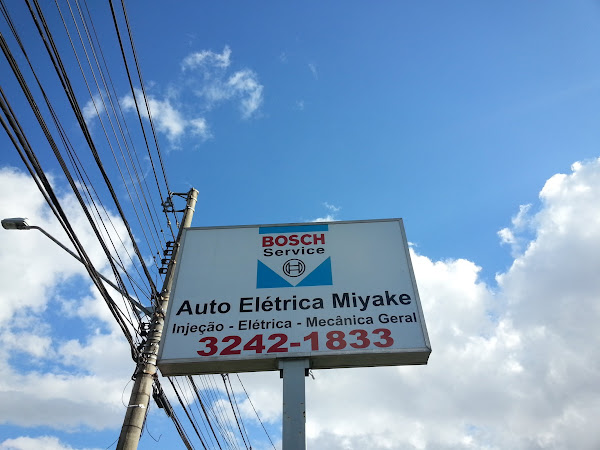 BOSCH
Service
Auto Elétrica Miyake
Injeção - Elétrica - Mecânica Geral
3242-1833